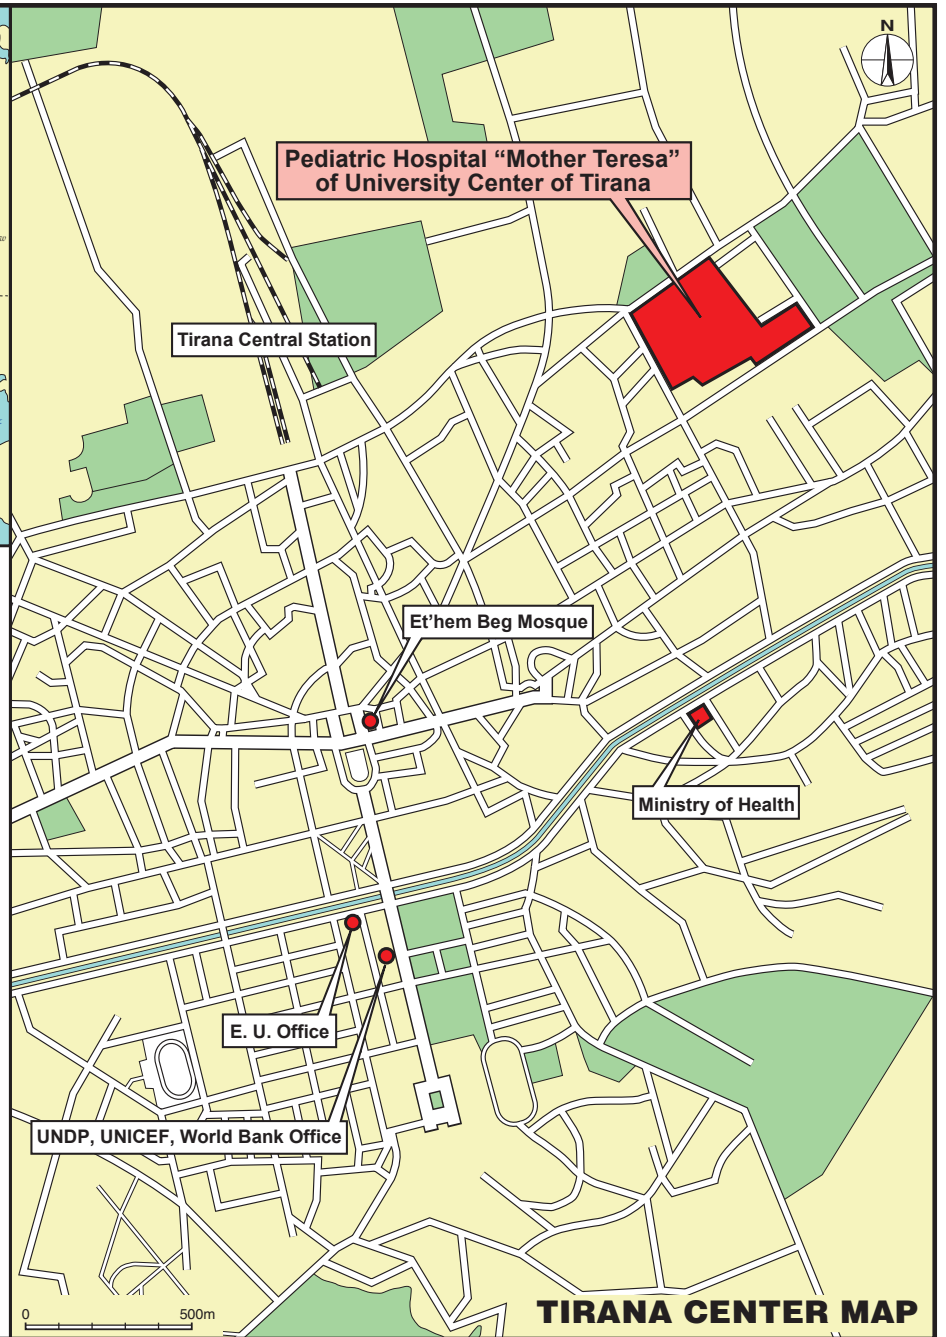 N
Pediatric Hospital “Mother Teresa”
of University Center of Tirana
Tirana Central Station
Et'hem Beg Mosque
Ministry of Health
E. U. Office
UNDP, UNICEF, World Bank Office
0 500m
TIRANA CENTER MAP